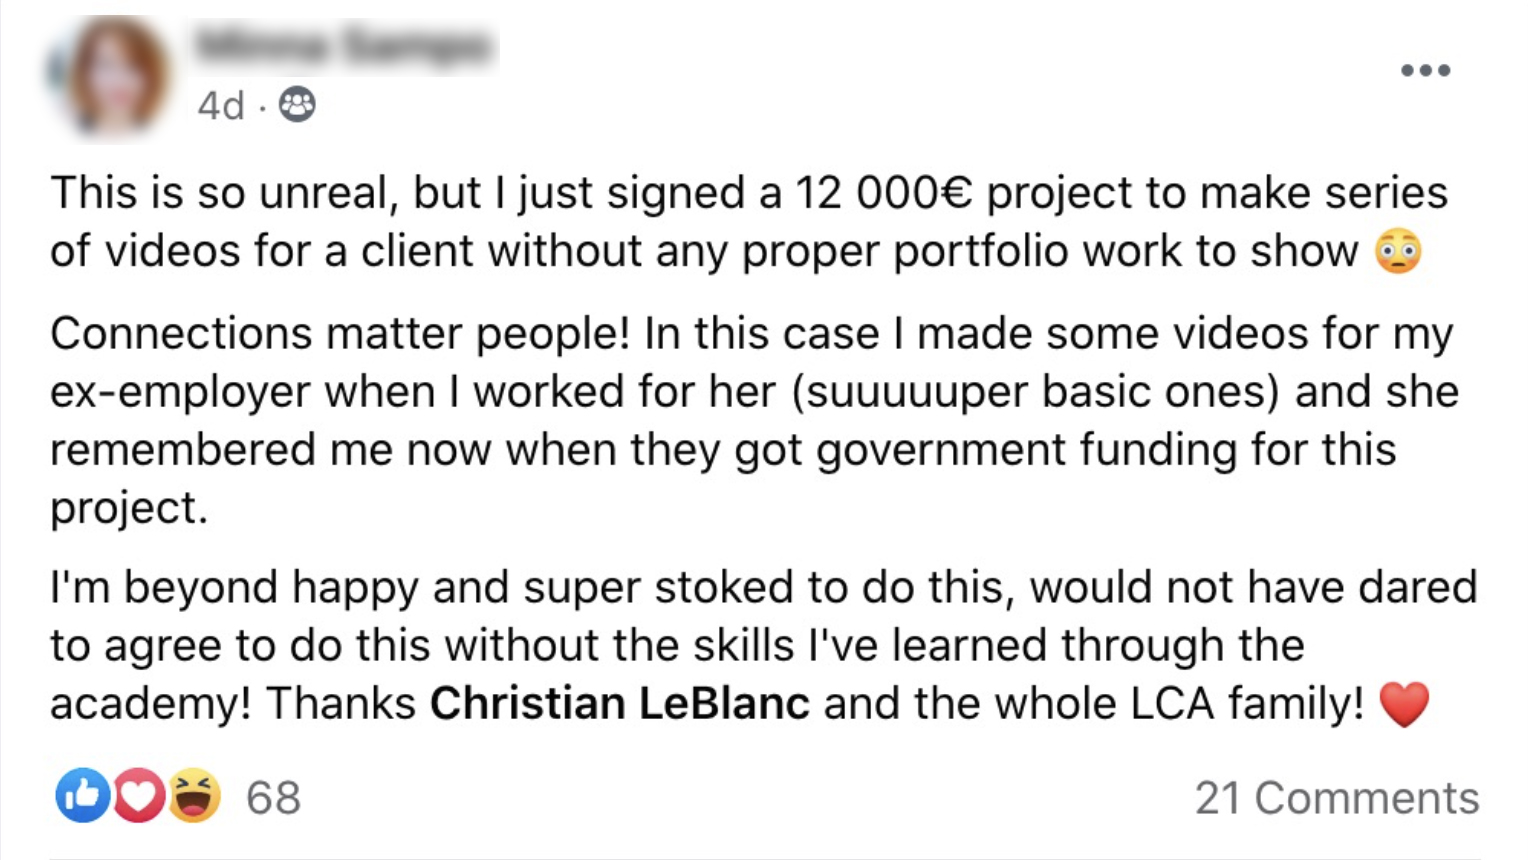 4d ·
This is so unreal, but I just signed a 12 000€ project to make series
of videos for a client without any proper portfolio work to show 😳
Connections matter people! In this case I made some videos for my
ex-employer when I worked for her (suuuuuper basic ones) and she
remembered me now when they got government funding for this
project.
I'm beyond happy and super stoked to do this, would not have dared
to agree to do this without the skills I've learned through the
academy! Thanks Christian LeBlanc and the whole LCA family! ❤️
68
21 Comments